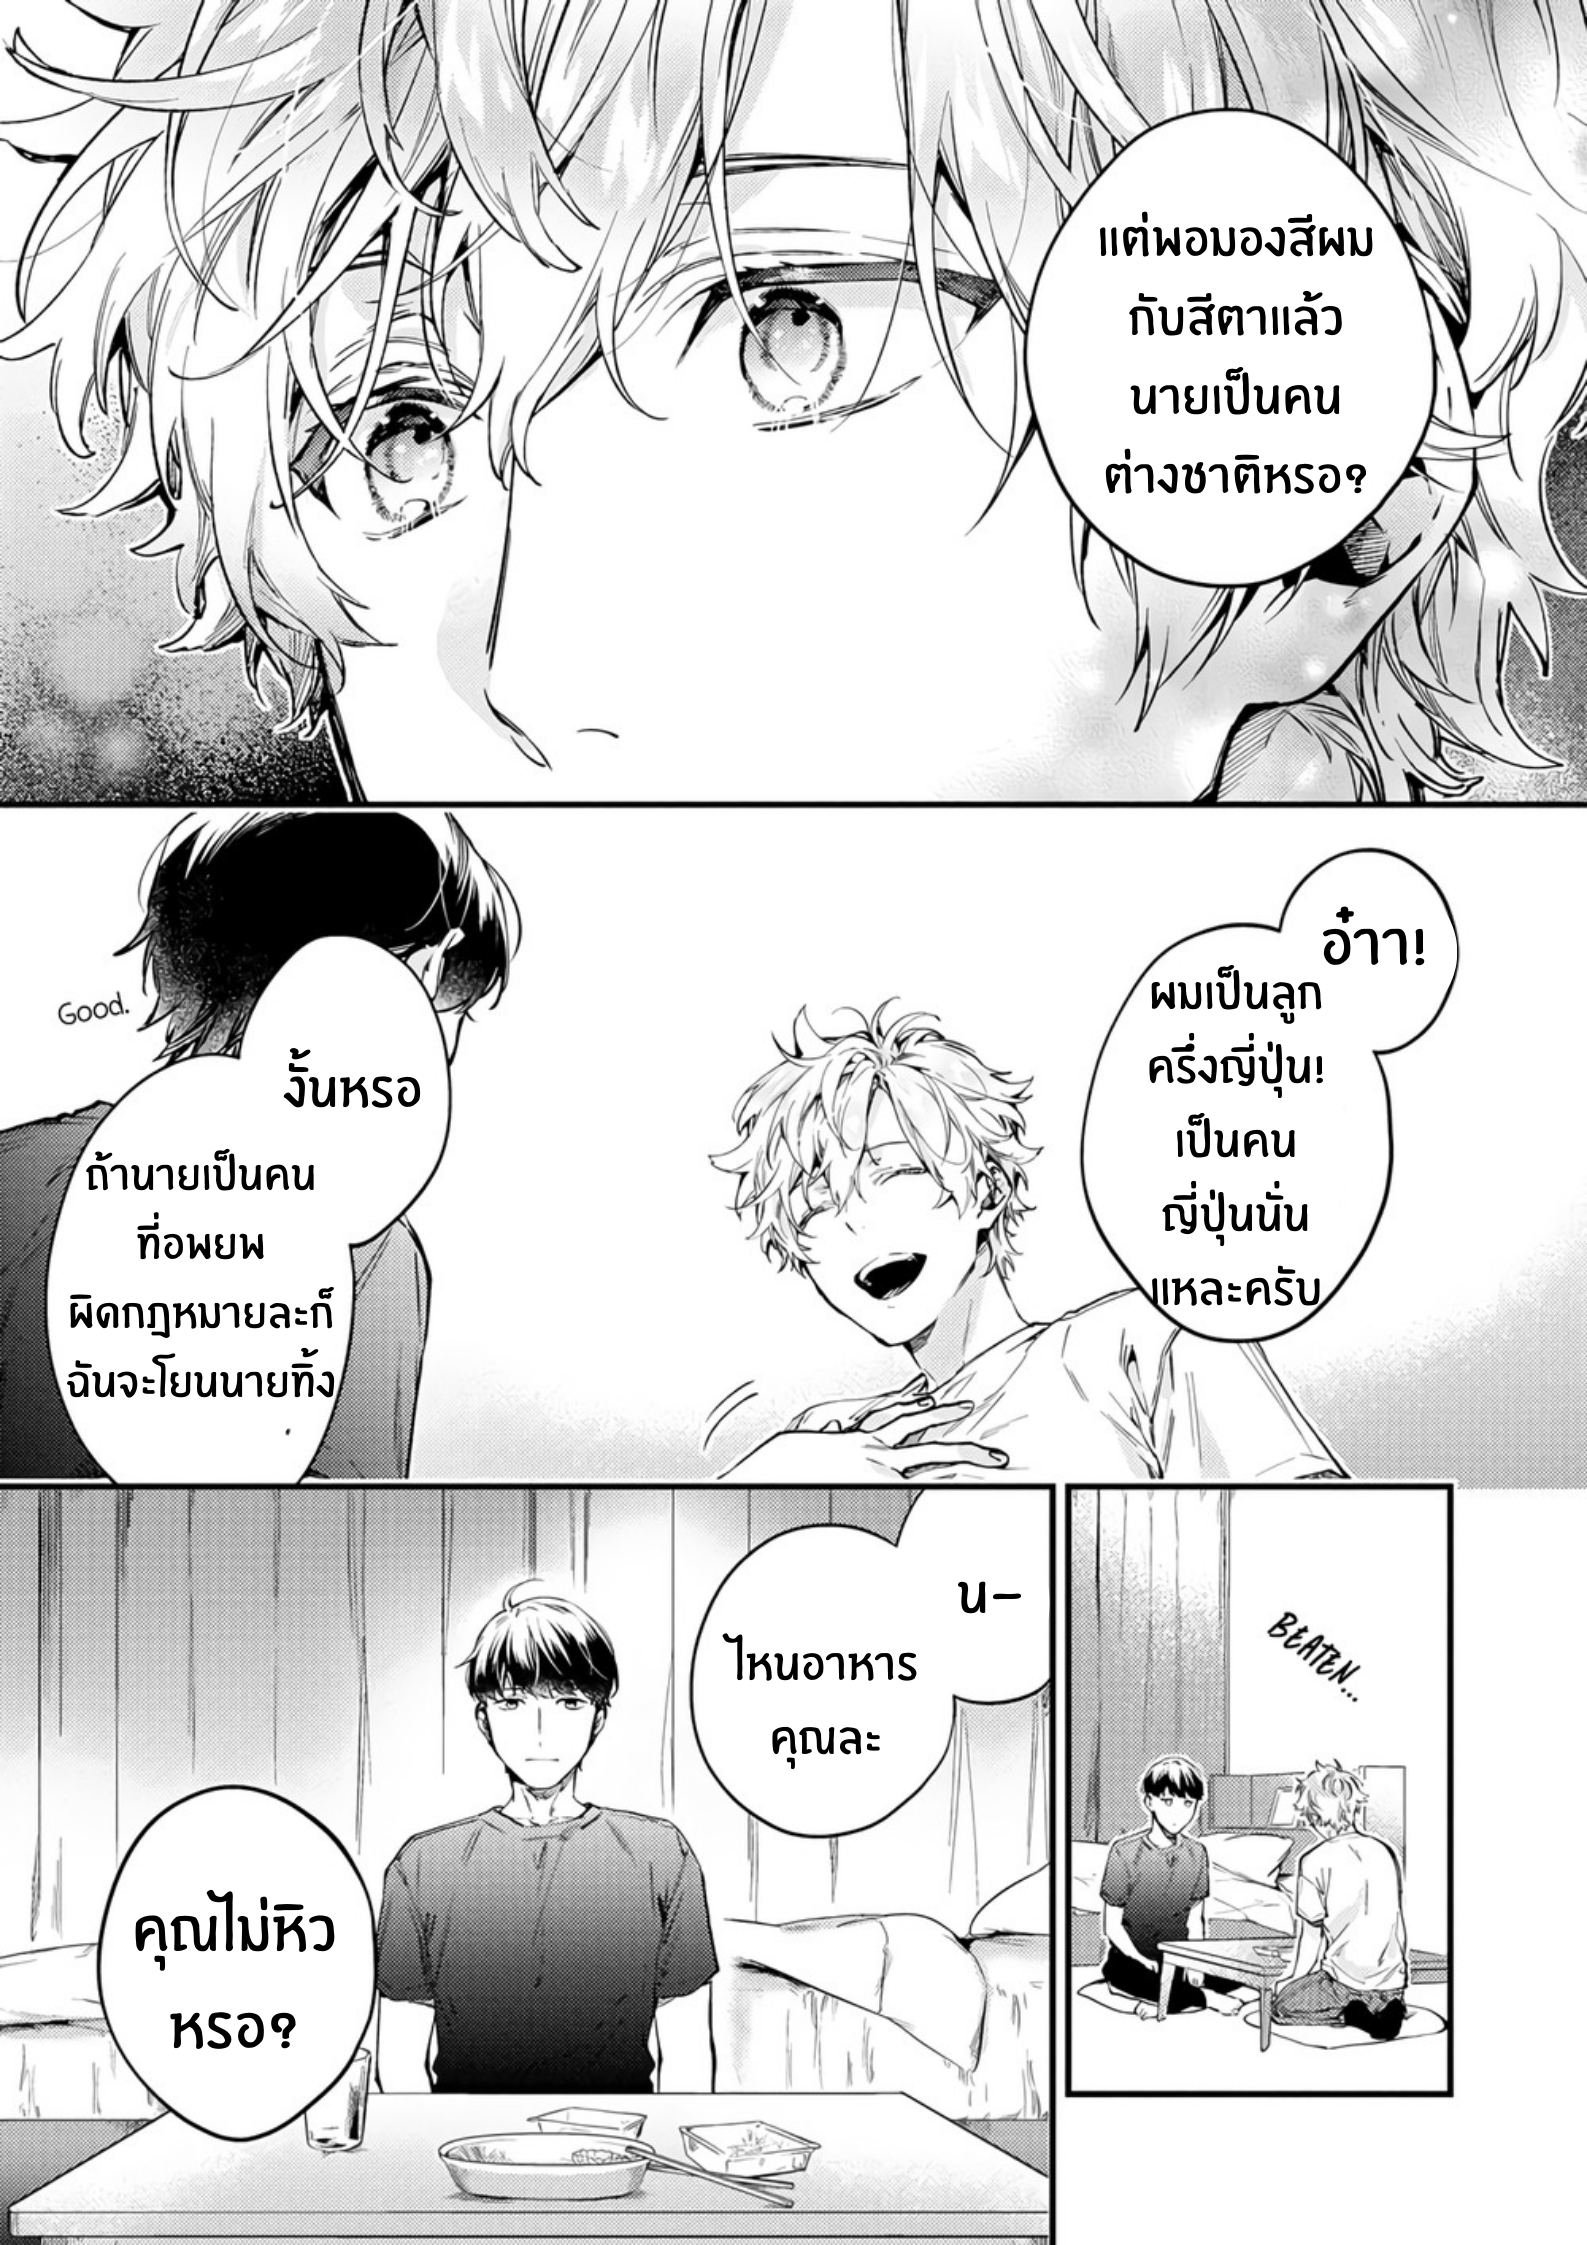 แต่พอมองสีผม
กับสีตาแล้ว
นายเป็นคน
ต่างชาติหรอ?
อ๋าา!
ผมเป็นลูก
ครึ่งญี่ปุ่น!
เป็นคน
ญี่ปุ่นนั่น
แหละครับ
Good.
งั้นหรอ
ถ้านายเป็นคน
ที่อพยพ
ผิดกฎหมายละก็
ฉันจะโยนนายทิ้ง
BEATEN...
น-
ไหนอาหาร
คุณละ
คุณไม่หิว
หรอ?